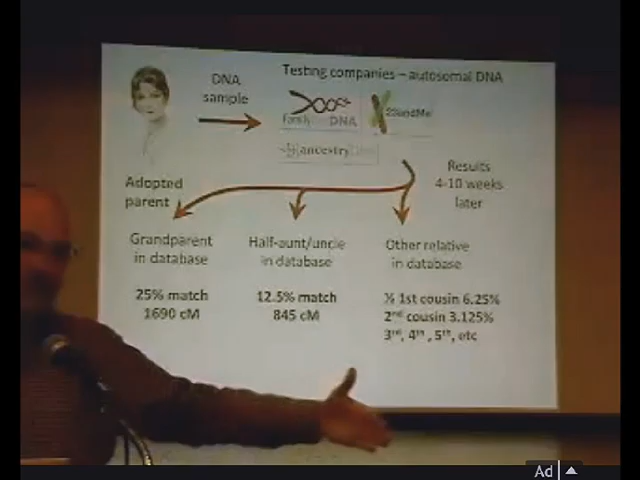 Testing companies – autosomal DNA
DNA
sample
family DNA
23andMe
ancestry
Results
4-10 weeks
later
Adopted
parent
Grandparent
in database
25% match
1690 cM
Half-aunt/uncle
in database
12.5% match
845 cM
Other relative
in database
½ 1st cousin 6.25%
2nd cousin 3.125%
3rd, 4th, 5th, etc
Ad